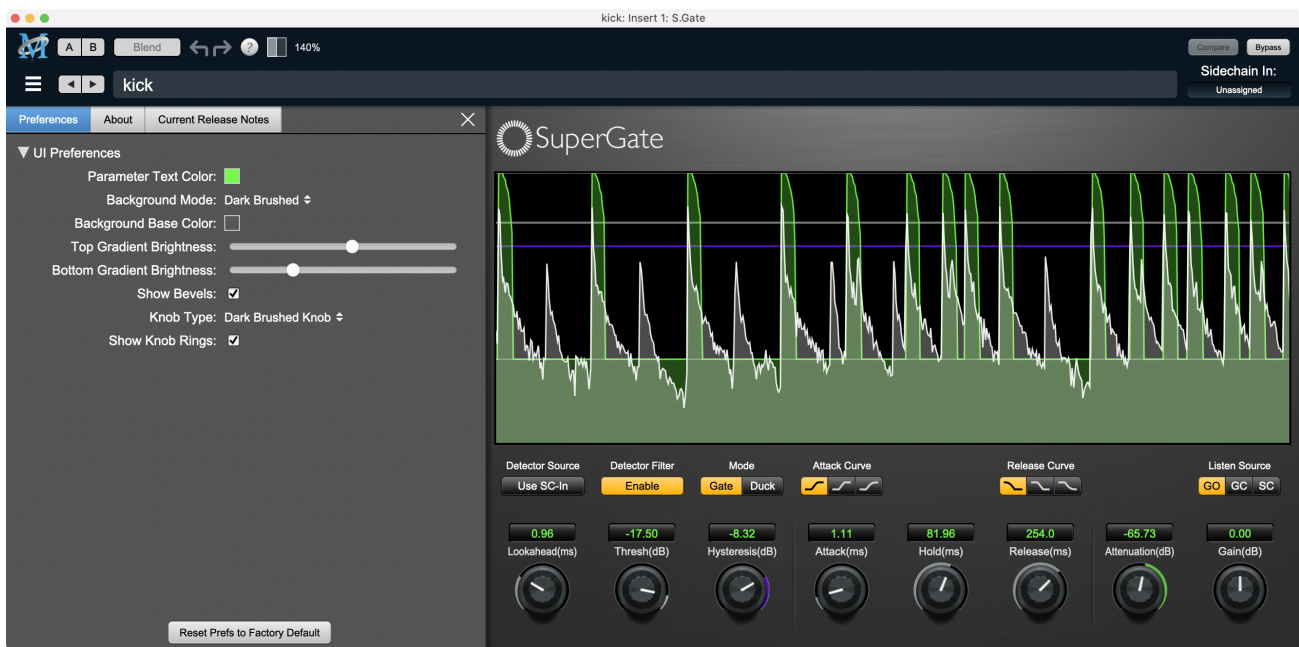 kick: Insert 1: S.Gate
A B Blend ? 140% Compare Bypass
kick
Sidechain In:
Unassigned
Preferences About Current Release Notes
UI Preferences
Parameter Text Color:
Background Mode: Dark Brushed
Background Base Color:
Top Gradient Brightness:
Bottom Gradient Brightness:
Show Bevels:
Knob Type: Dark Brushed Knob
Show Knob Rings:
Reset Prefs to Factory Default
SuperGate
Detector Source Detector Filter Mode Attack Curve Release Curve Listen Source
Use SC-In Enable Gate Duck GO GC SC
0.96 -17.50 -8.32 1.11 81.96 254.0 -65.73 0.00
Lookahead(ms) Thresh(dB) Hysteresis(dB) Attack(ms) Hold(ms) Release(ms) Attenuation(dB) Gain(dB)